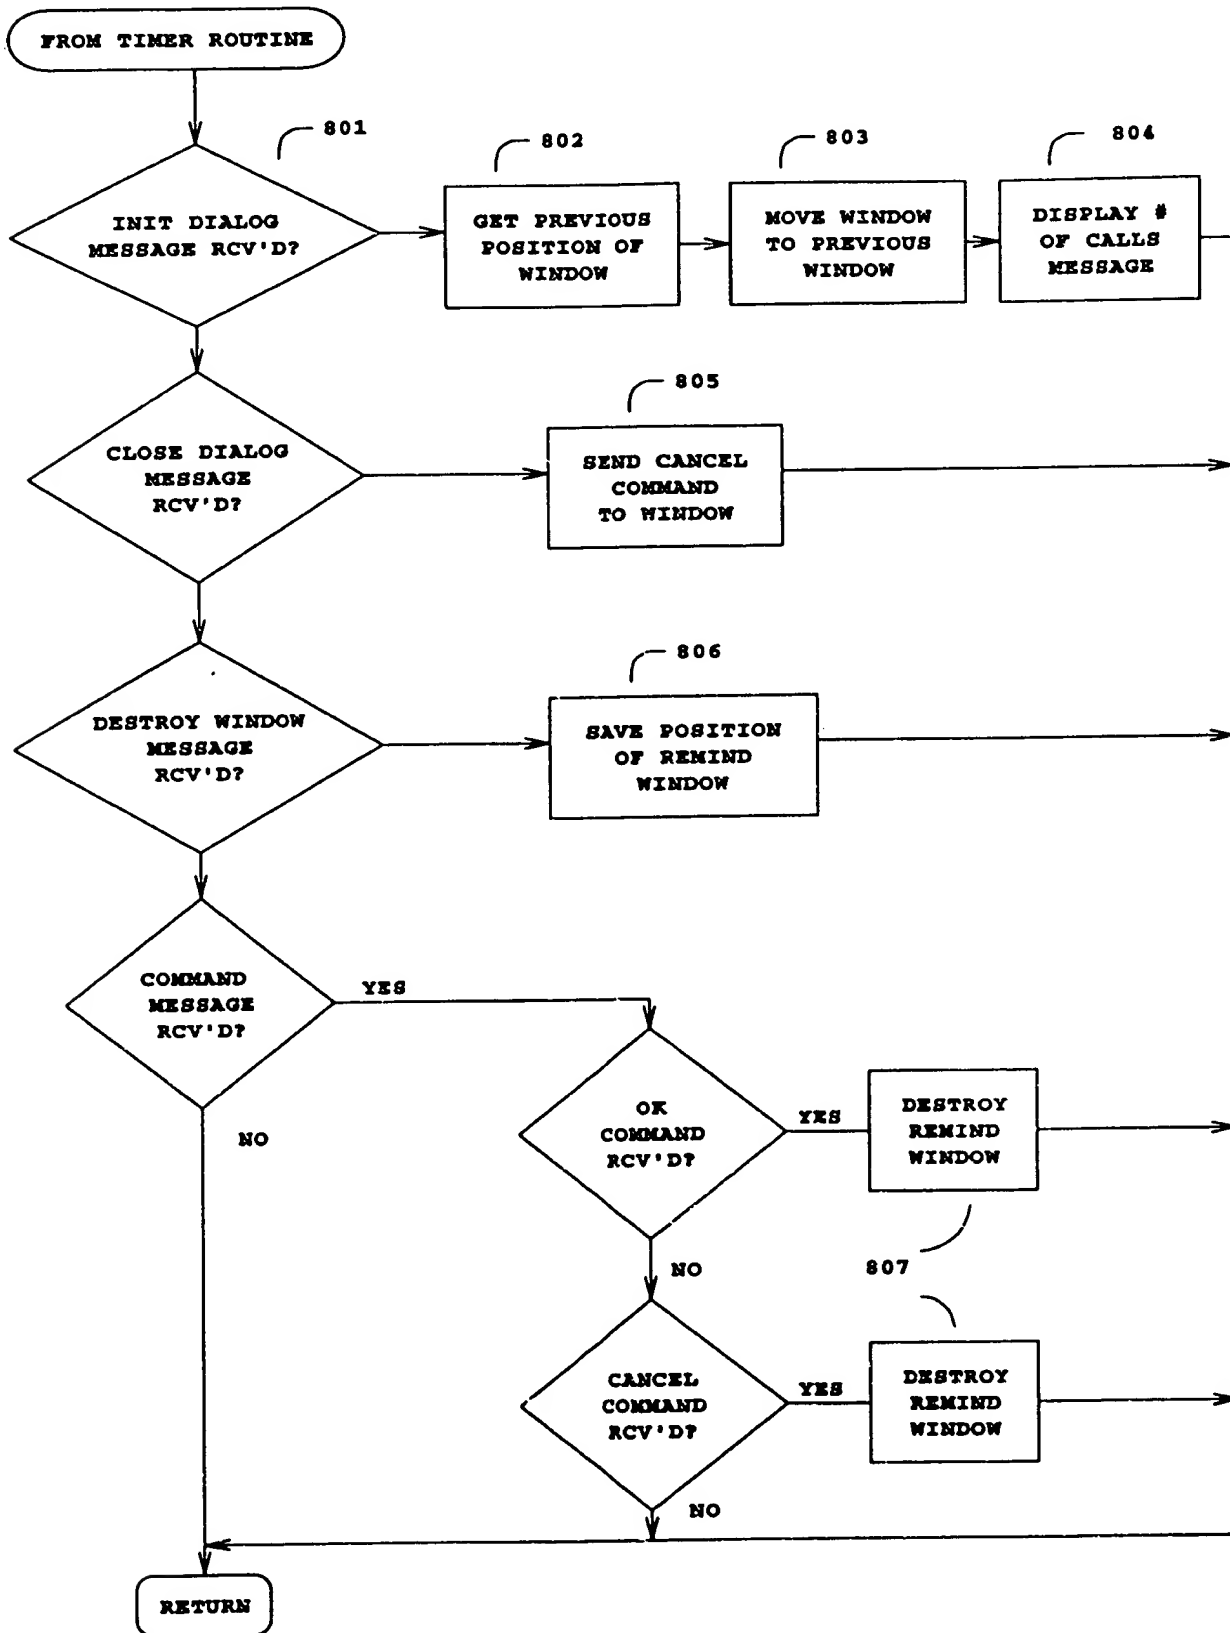 FROM TIMER ROUTINE
801
INIT DIALOG
MESSAGE RCV'D?
802
GET PREVIOUS
POSITION OF
WINDOW
803
MOVE WINDOW
TO PREVIOUS
WINDOW
804
DISPLAY #
OF CALLS
MESSAGE
CLOSE DIALOG
MESSAGE
RCV'D?
805
SEND CANCEL
COMMAND
TO WINDOW
DESTROY WINDOW
MESSAGE
RCV'D?
806
SAVE POSITION
OF REMIND
WINDOW
COMMAND
MESSAGE
RCV'D?
YES
NO
OK
COMMAND
RCV'D?
YES
DESTROY
REMIND
WINDOW
NO
807
CANCEL
COMMAND
RCV'D?
YES
DESTROY
REMIND
WINDOW
NO
RETURN